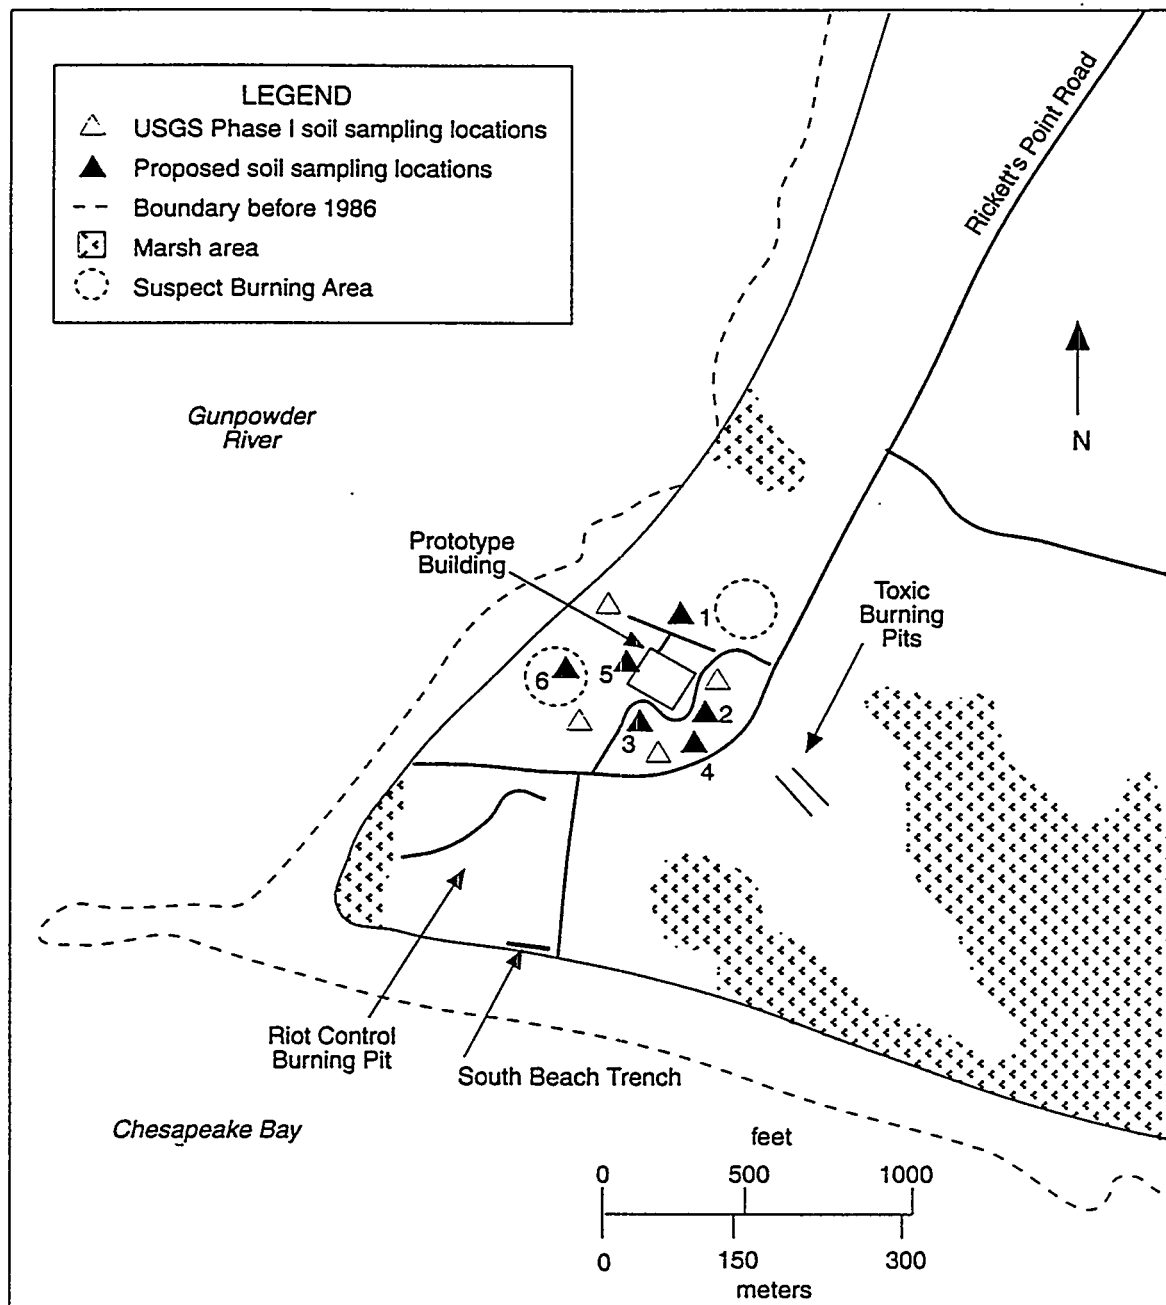 LEGEND
USGS Phase I soil sampling locations
Proposed soil sampling locations
Boundary before 1986
Marsh area
Suspect Burning Area
Rickett's Point Road
N
Gunpowder
River
Prototype
Building
Toxic
Burning
Pits
1
5
6
2
3
4
Riot Control
Burning Pit
South Beach Trench
Chesapeake Bay
feet
0 500 1000
0 150 300
meters